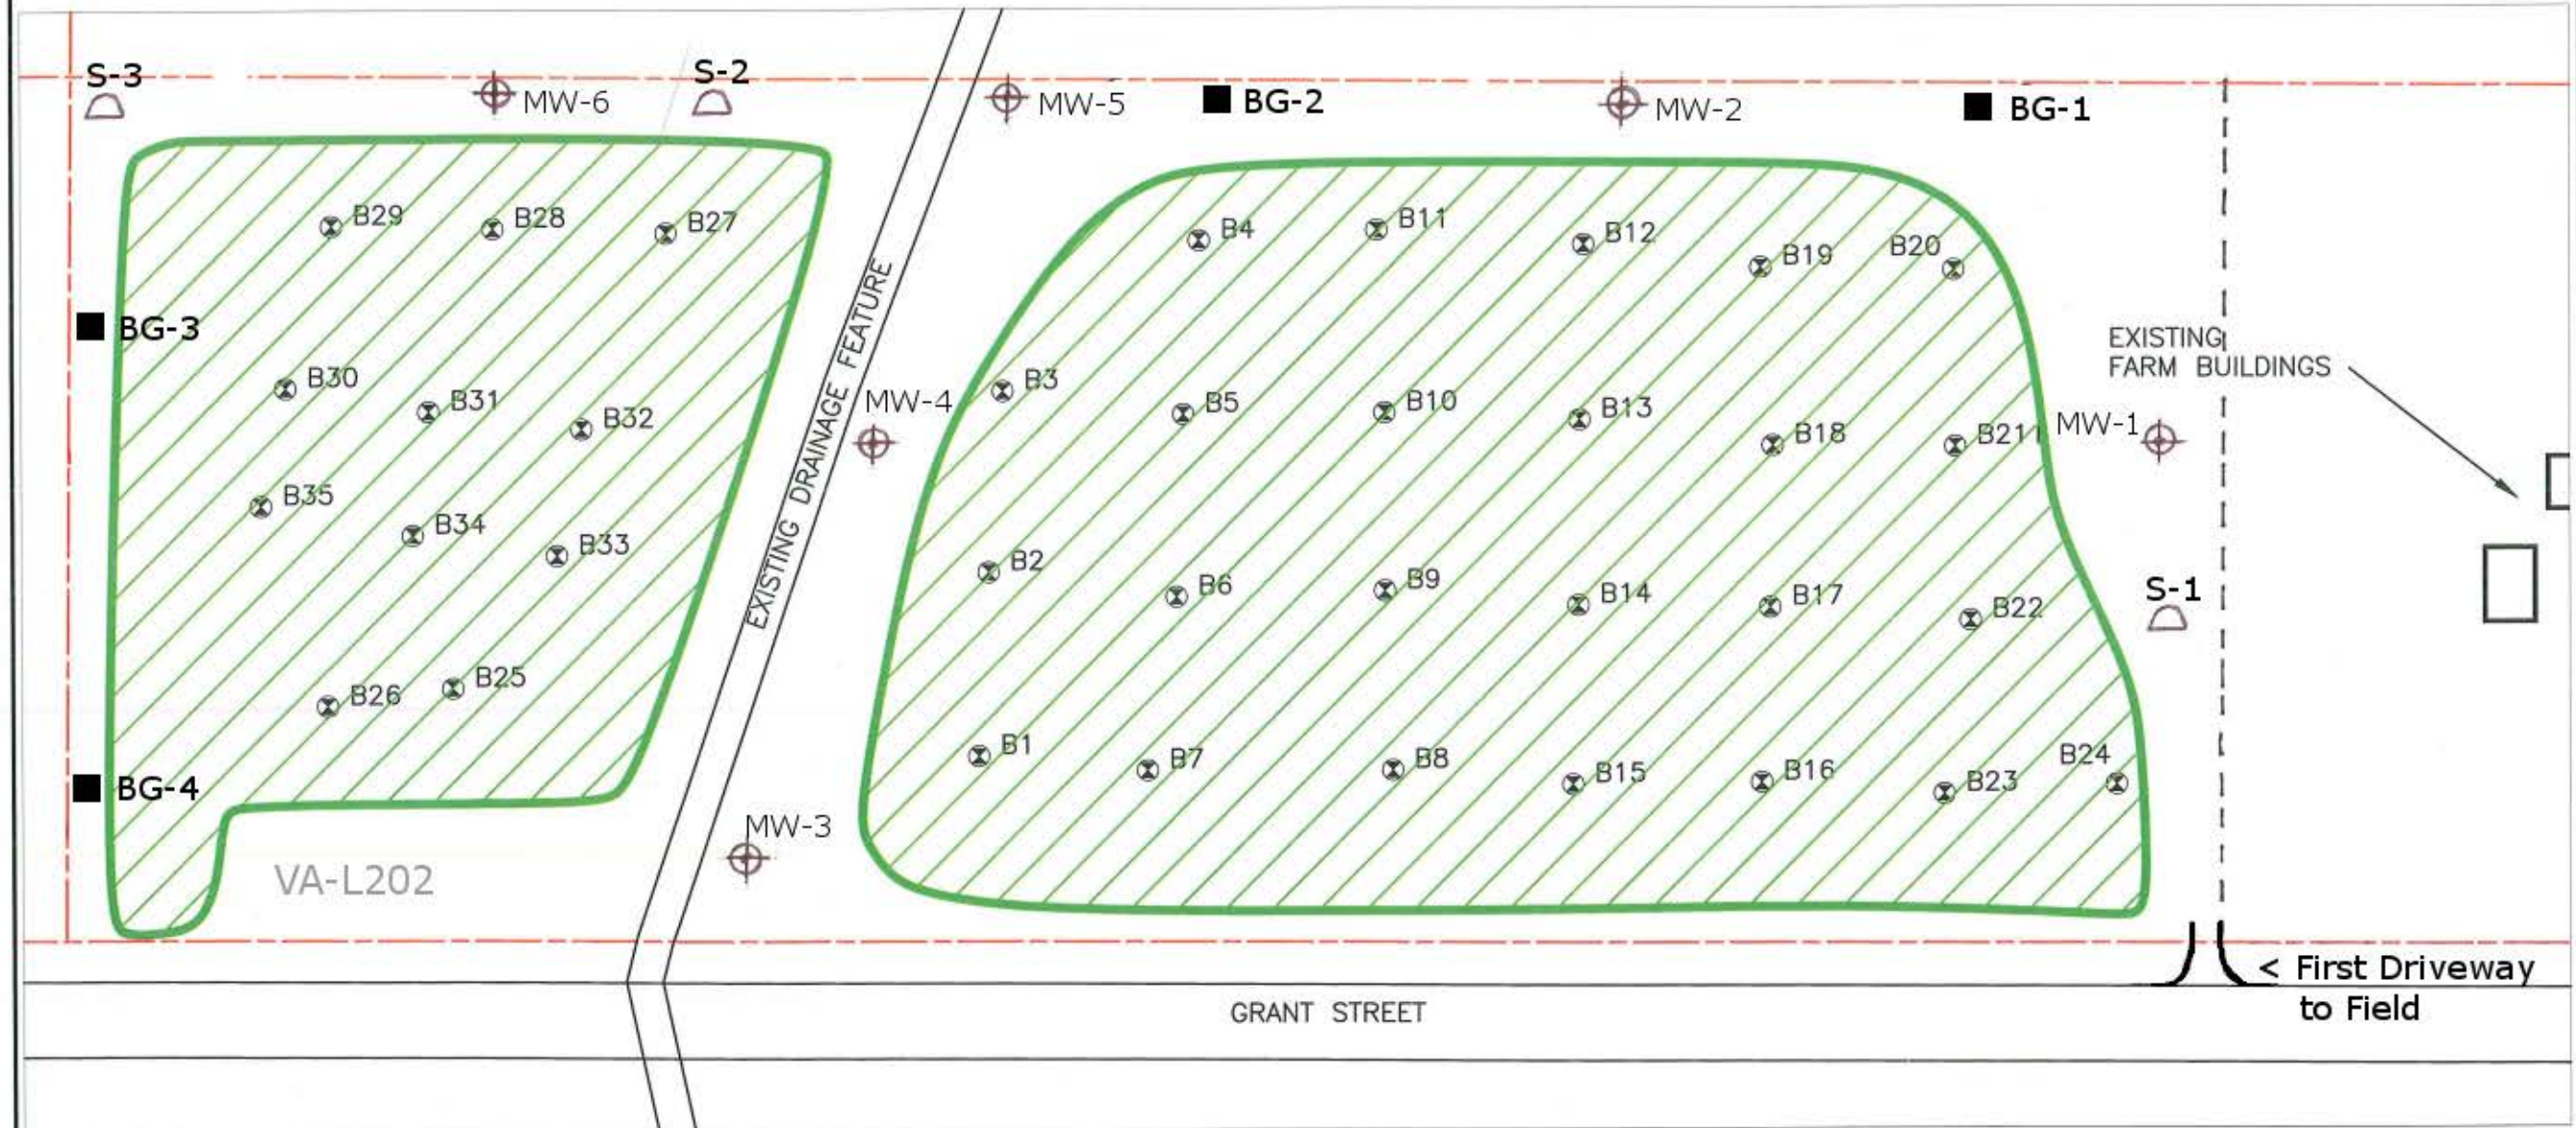 S-3
S-2
MW-6
MW-5
BG-2
MW-2
BG-1
B29
B28
B27
B4
B11
B12
B19
B20
BG-3
EXISTING
FARM BUILDINGS
EXISTING DRAINAGE FEATURE
B30
B31
B32
MW-4
B3
B5
B10
B13
B18
B21
MW-1
B35
B34
B33
B2
B6
B9
B14
B17
B22
S-1
B26
B25
B1
B7
B8
B15
B16
B23
B24
BG-4
MW-3
VA-L202
< First Driveway
to Field
GRANT STREET